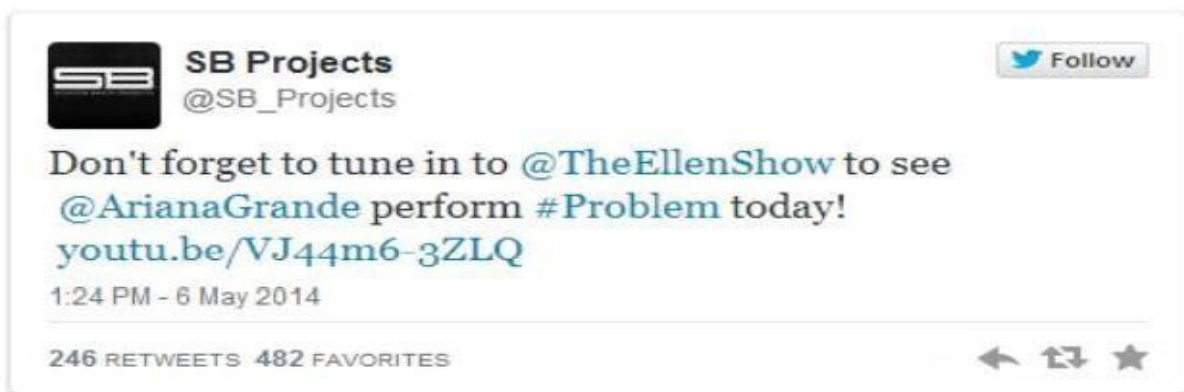 SB
SB Projects
@SB_Projects
Follow
Don't forget to tune in to @TheEllenShow to see
@ArianaGrande perform #Problem today!
youtu.be/VJ44m6-3ZLQ
1:24 PM - 6 May 2014
246 RETWEETS 482 FAVORITES